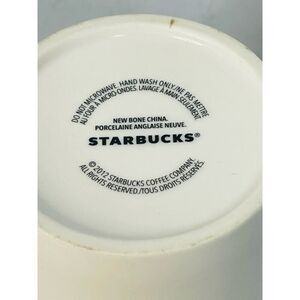 DO NOT MICROWAVE HAND WASH ONLY/NE PAS METTRE
AU FOUR À MICRO-ONDES. LAVAGE À MAIN SEULEMENT
NEW BONE CHINA.
PORCELAINE ANGLAISE NEUVE.
STARBUCKS®
©2012 STARBUCKS COFFEE COMPANY.
ALL RIGHTS RESERVED./TOUS DROITS RÉSERVÉS.